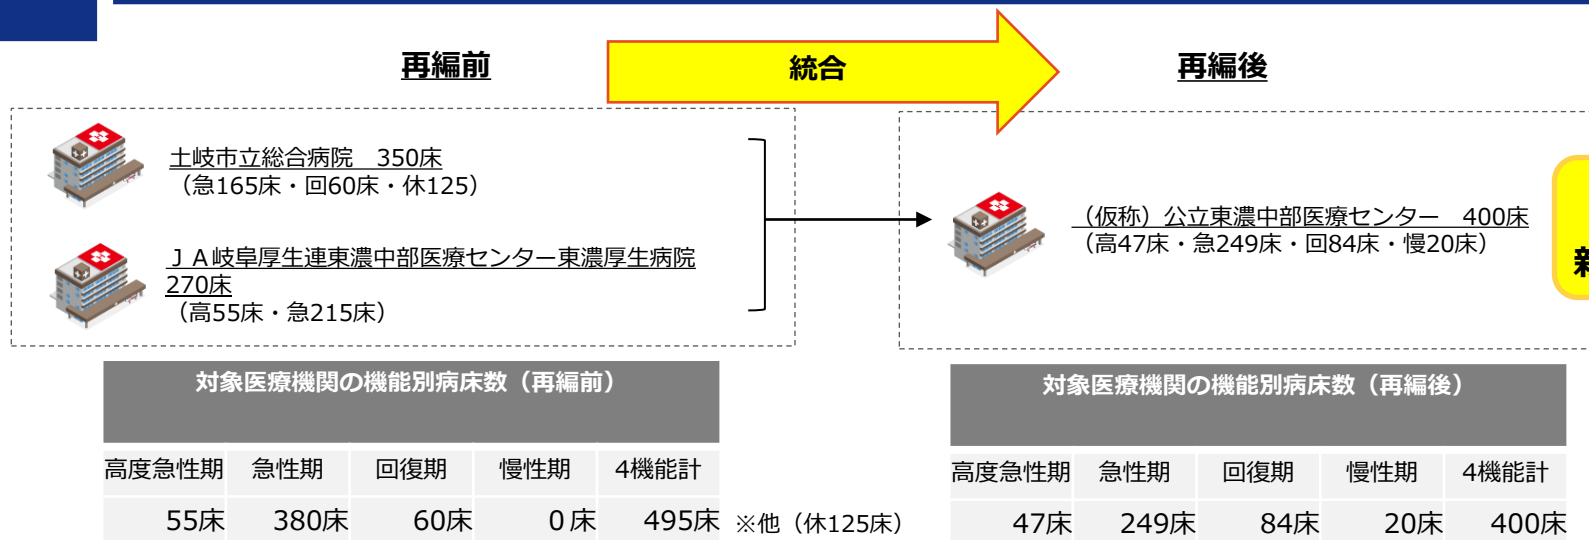 再編前
統合
再編後
土岐市立総合病院　350床
（急165床・回60床・休125）
ＪＡ岐阜厚生連東濃中部医療センター東濃厚生病院
270床
（高55床・急215床）
（仮称）公立東濃中部医療センター　400床
（高47床・急249床・回84床・慢20床）
対象医療機関の機能別病床数（再編前）
高度急性期 急性期 回復期 慢性期 4機能計
55床 380床 60床 ０床 495床 ※他（休125床）
対象医療機関の機能別病床数（再編後）
高度急性期 急性期 回復期 慢性期 4機能計
47床 249床 84床 20床 400床